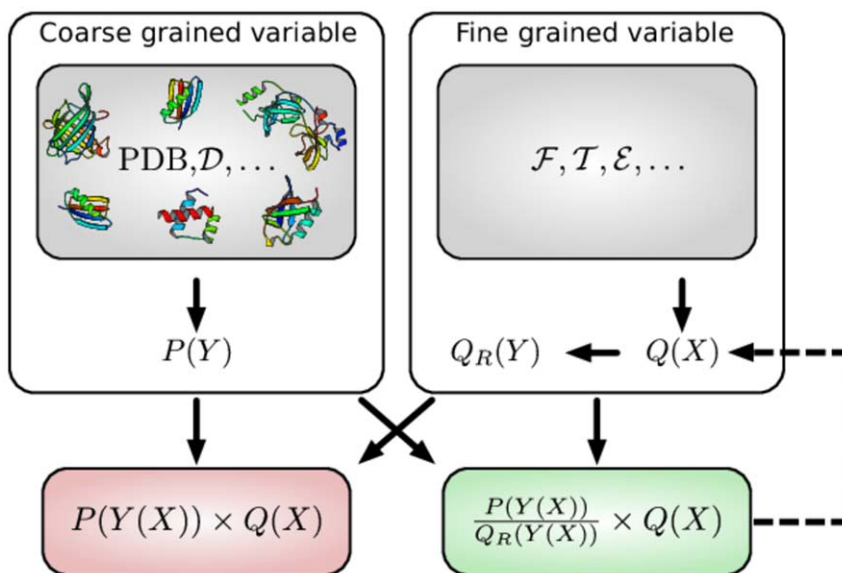 Coarse grained variable
Fine grained variable
PDB,𝒟,...
ℱ, 𝒯, ℰ, ...
P(Y)
Q_R(Y)
Q(X)
P(Y(X)) × Q(X)
P(Y(X))/Q_R(Y(X)) × Q(X)